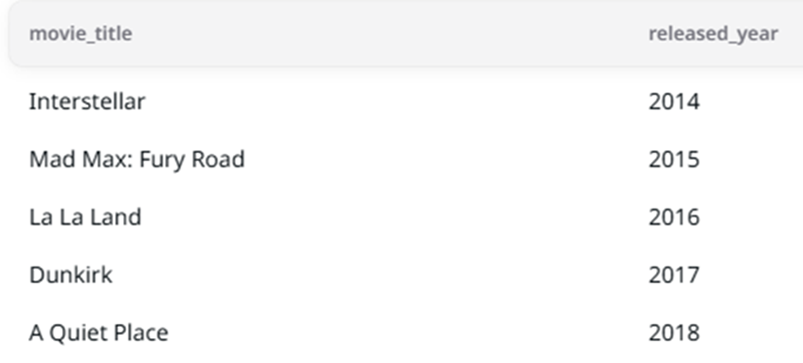 movie_title released_year
Interstellar 2014
Mad Max: Fury Road 2015
La La Land 2016
Dunkirk 2017
A Quiet Place 2018